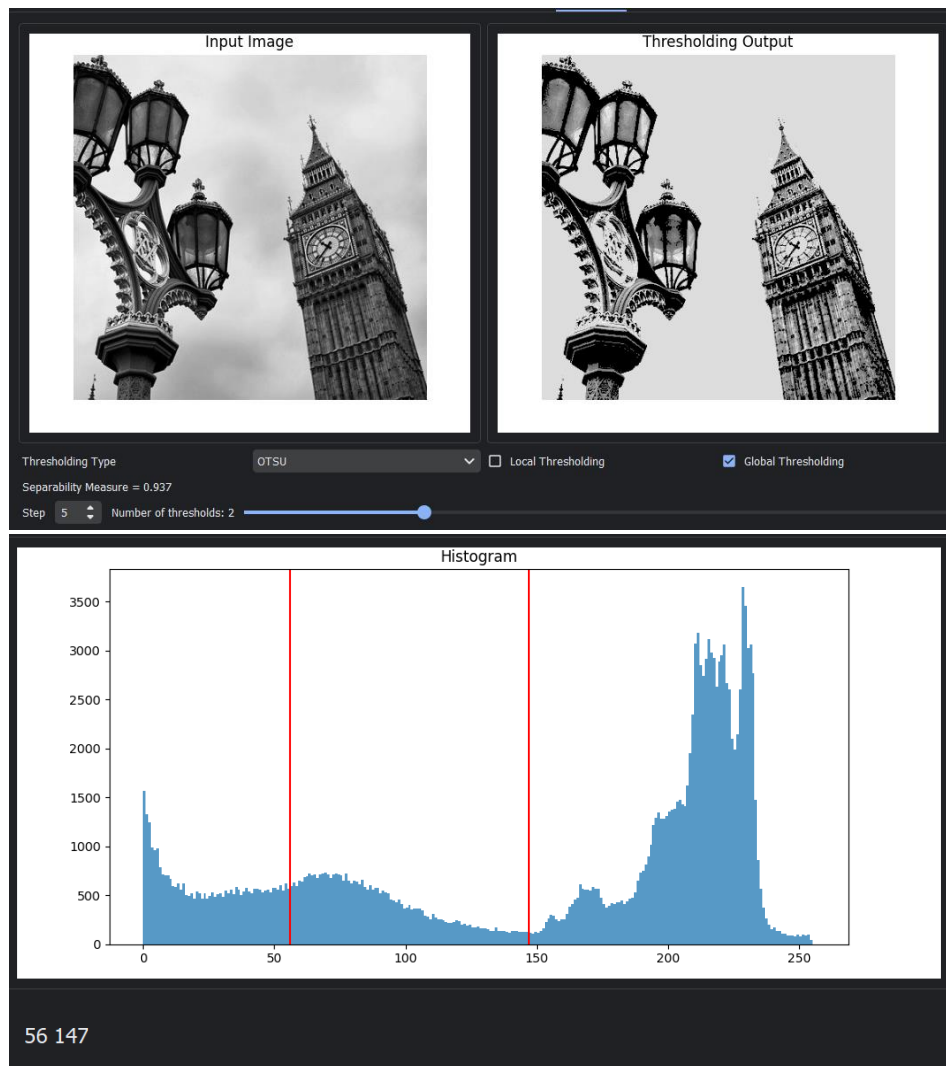 Input Image
Thresholding Output
Thresholding Type
OTSU
Local Thresholding
Global Thresholding
Separability Measure = 0.937
Step
5
Number of thresholds: 2
Histogram
3500
3000
2500
2000
1500
1000
500
0
0
50
100
150
200
250
56 147